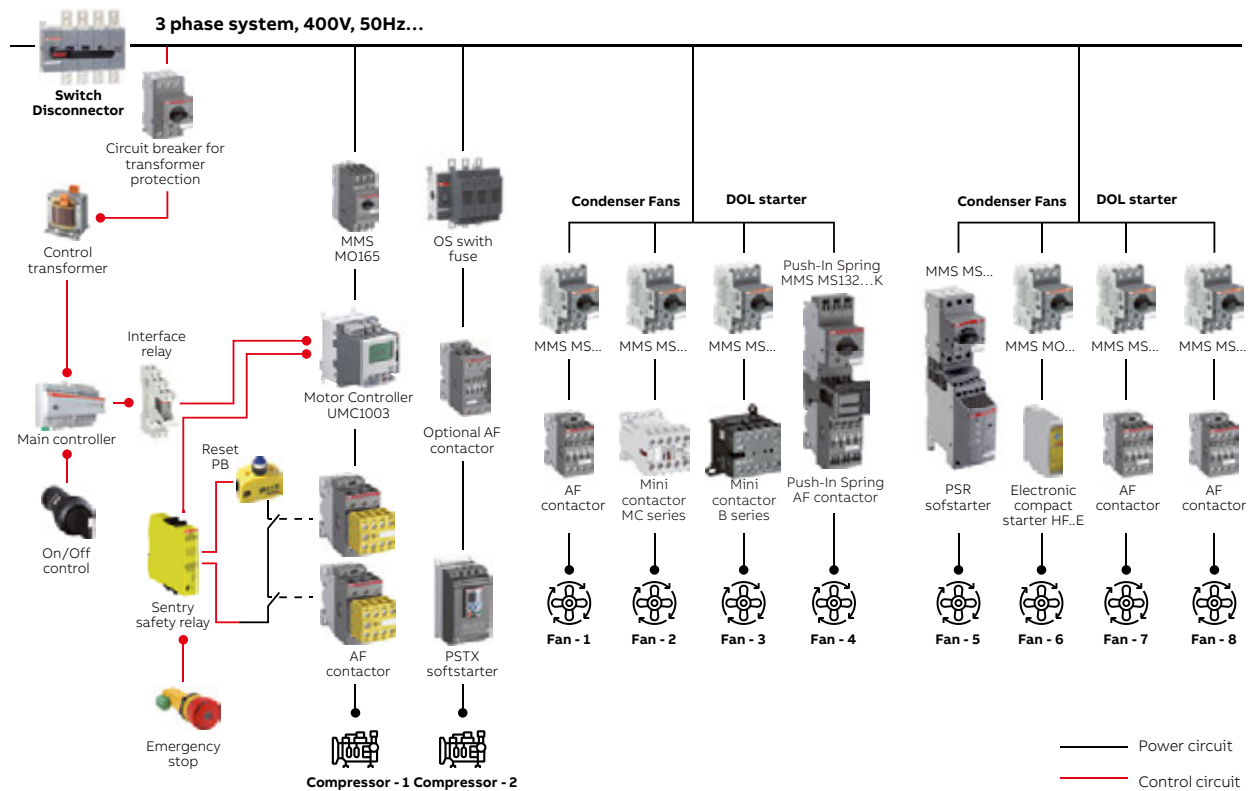 3 phase system, 400V, 50Hz...
Switch
Disconnector
Circuit breaker for
transformer
protection
Control
transformer
Interface
relay
Main controller
On/Off
control
Reset
PB
Sentry
safety relay
Emergency
stop
MMS
MO165
Motor Controller
UMC1003
AF
contactor
Compressor - 1
OS swith
fuse
Optional AF
contactor
PSTX
softstarter
Compressor - 2
Condenser Fans
DOL starter
MMS MS...
AF
contactor
Fan - 1
MMS MS...
Mini
contactor
MC series
Fan - 2
MMS MS...
Mini
contactor
B series
Fan - 3
Push-In Spring
MMS MS132...K
Push-In Spring
AF contactor
Fan - 4
Condenser Fans
DOL starter
MMS MS...
PSR
sofstarter
Fan - 5
MMS MO...
Electronic
compact
starter HF..E
Fan - 6
MMS MS...
AF
contactor
Fan - 7
MMS MS...
AF
contactor
Fan - 8
Power circuit
Control circuit